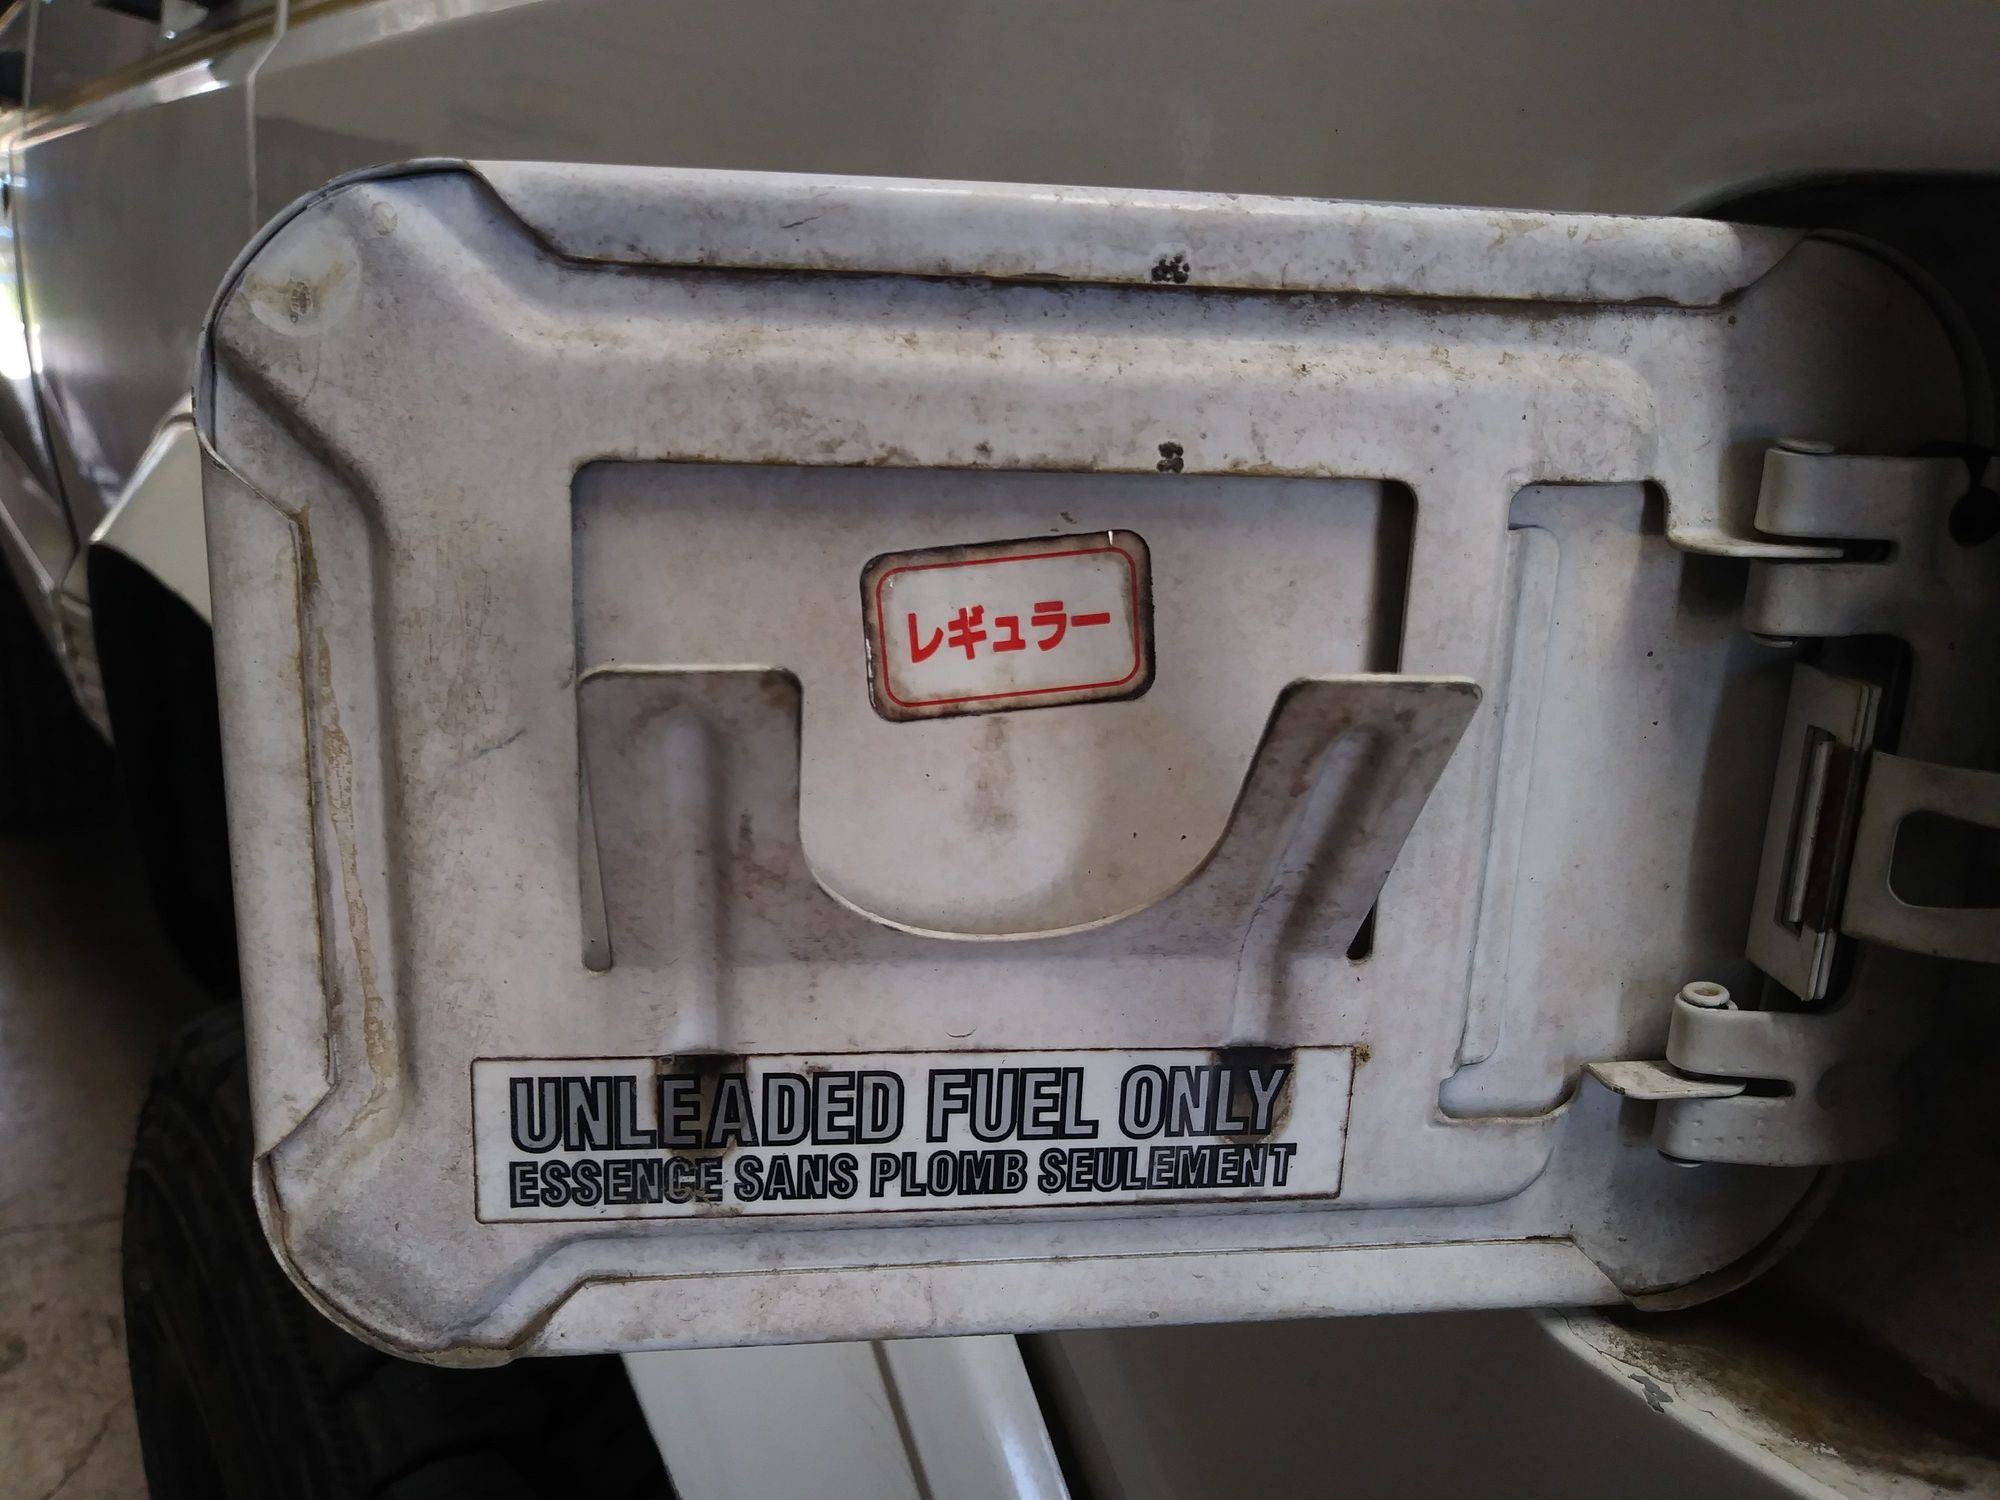 レギュラー
UNLEADED FUEL ONLY
ESSENCE SANS PLOMB SEULEMENT